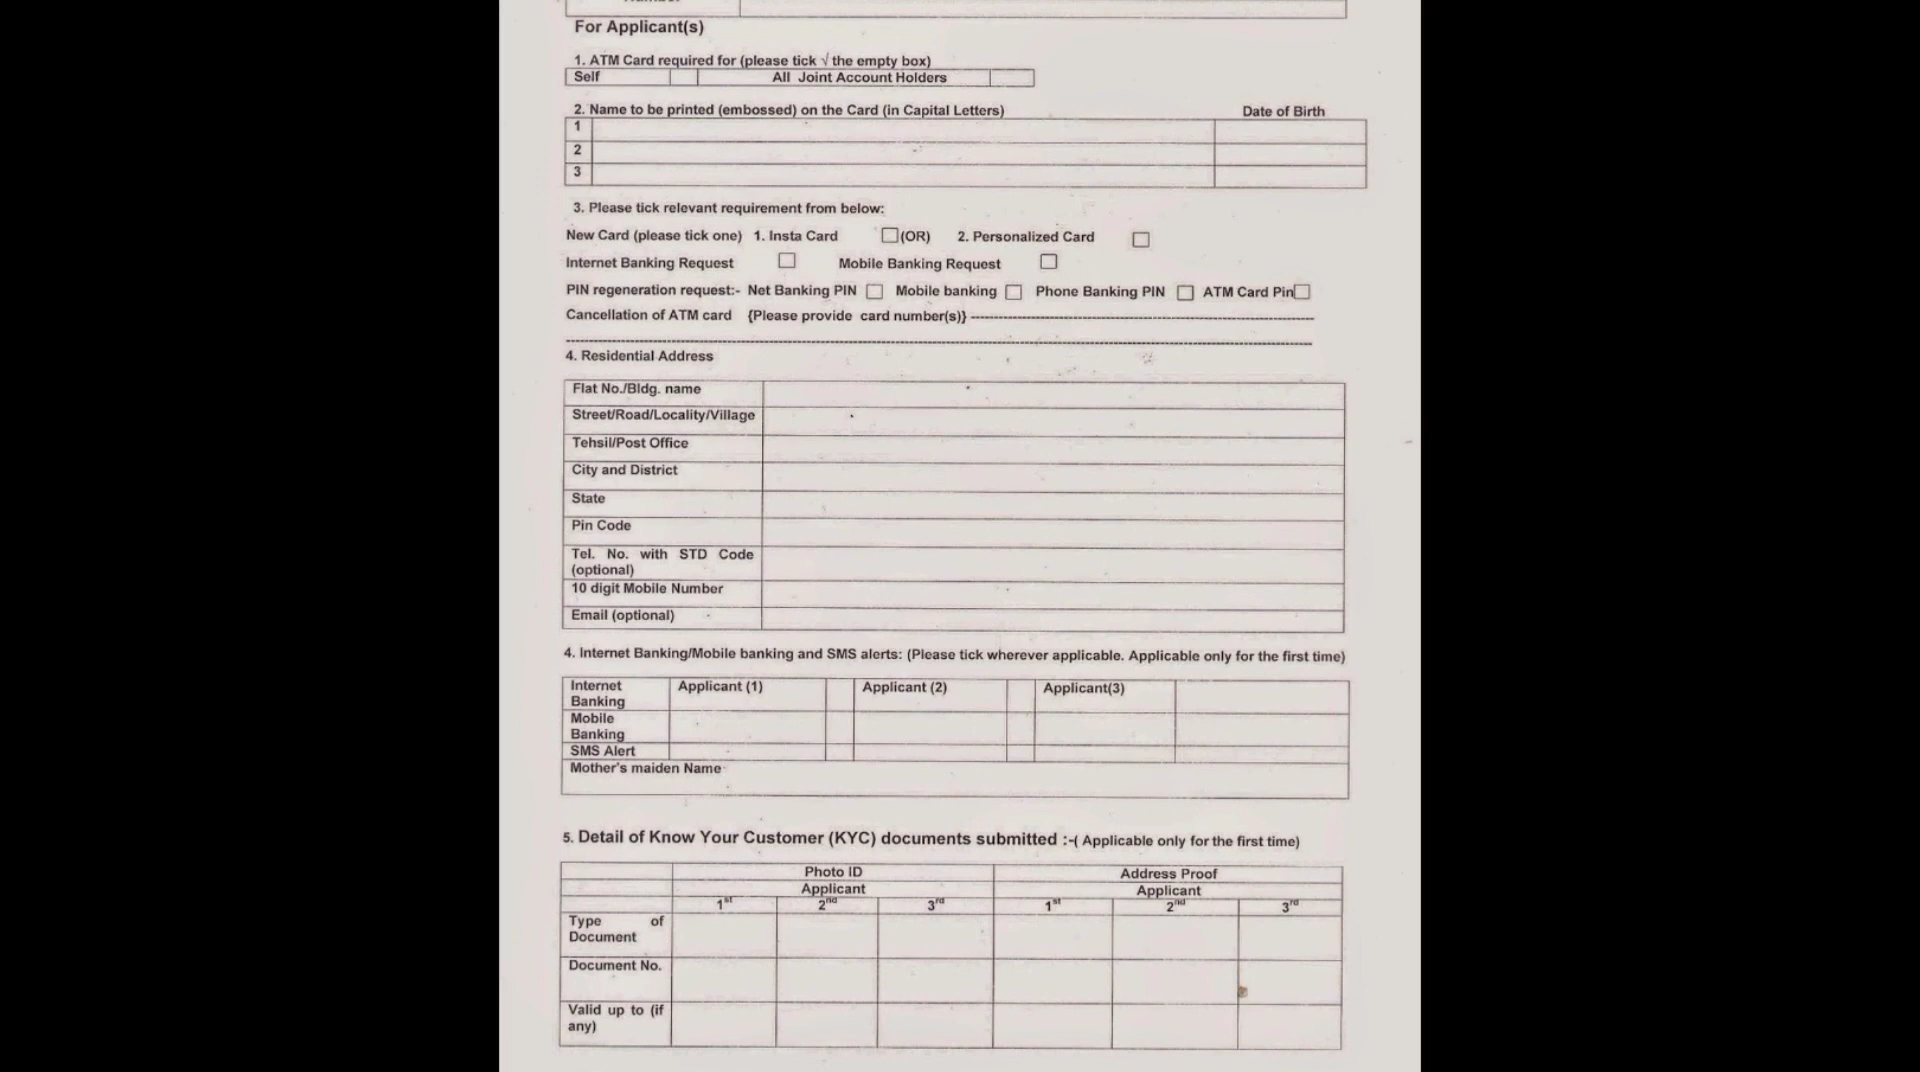 For Applicant(s)
1. ATM Card required for (please tick √ the empty box)
Self All Joint Account Holders
2. Name to be printed (embossed) on the Card (in Capital Letters) Date of Birth
1
2
3
3. Please tick relevant requirement from below:
New Card (please tick one) 1. Insta Card (OR) 2. Personalized Card
Internet Banking Request Mobile Banking Request
PIN regeneration request:- Net Banking PIN Mobile banking Phone Banking PIN ATM Card Pin
Cancellation of ATM card {Please provide card number(s)}
4. Residential Address
Flat No./Bldg. name
Street/Road/Locality/Village
Tehsil/Post Office
City and District
State
Pin Code
Tel. No. with STD Code
(optional)
10 digit Mobile Number
Email (optional)
4. Internet Banking/Mobile banking and SMS alerts: (Please tick wherever applicable. Applicable only for the first time)
Internet Applicant (1) Applicant (2) Applicant(3)
Banking
Mobile
Banking
SMS Alert
Mother's maiden Name
5. Detail of Know Your Customer (KYC) documents submitted :-( Applicable only for the first time)
Photo ID Address Proof
Applicant Applicant
1st 2nd 3rd 1st 2nd 3rd
Type of
Document
Document No.
Valid up to (if
any)